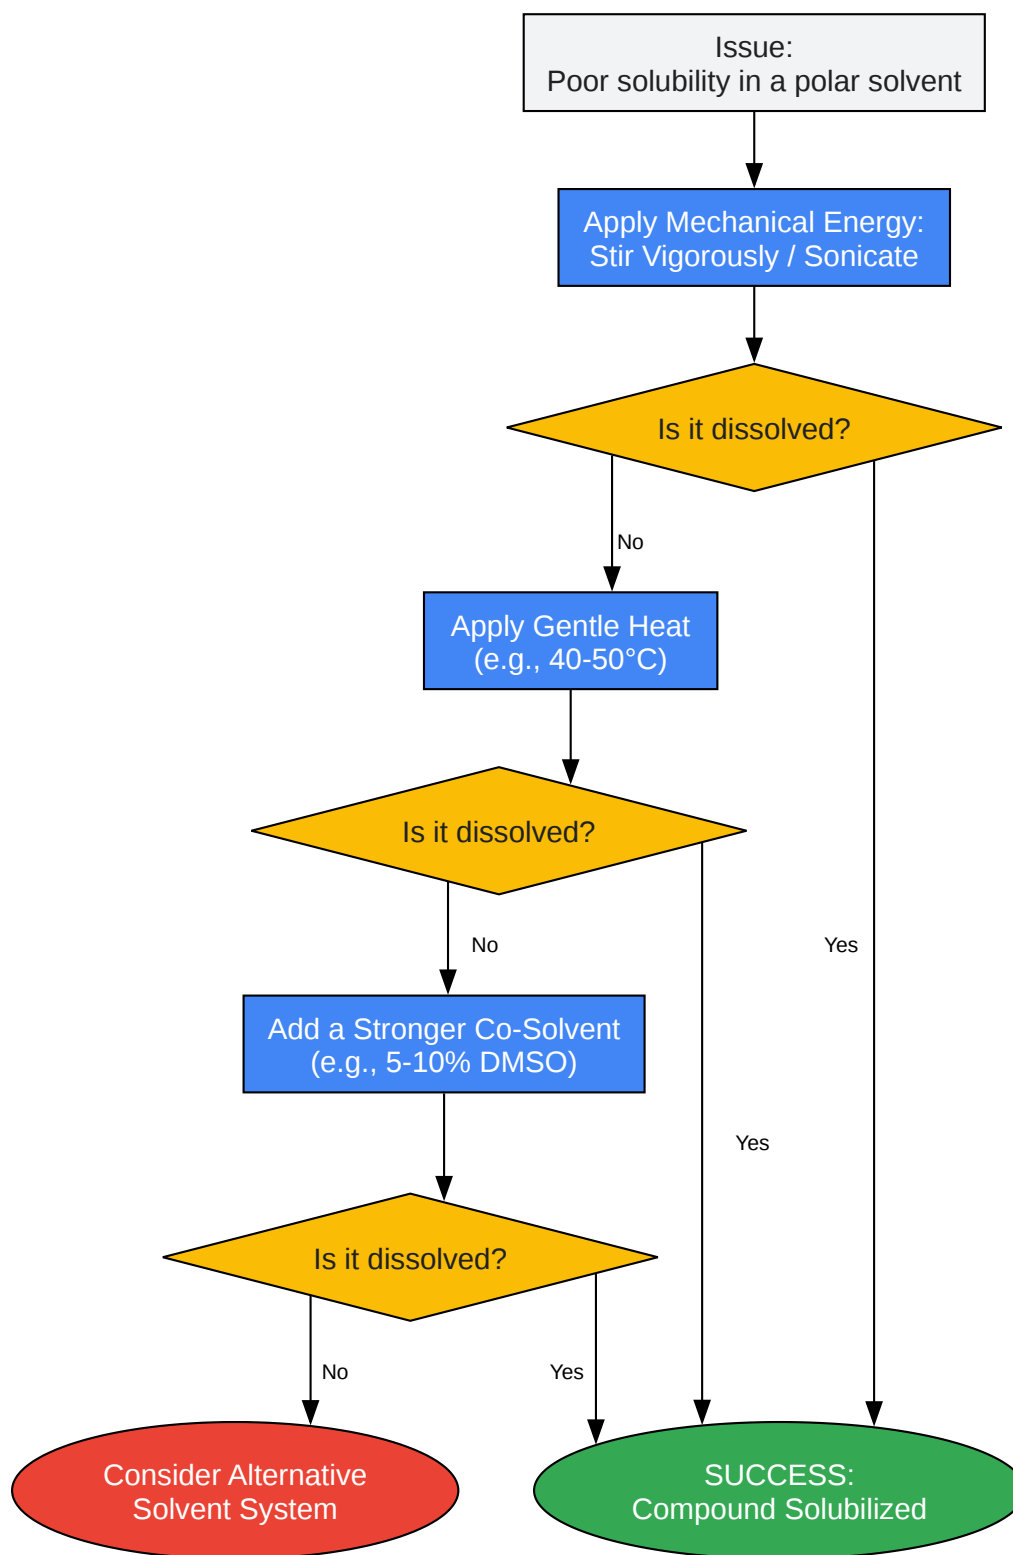 Issue:
Poor solubility in a polar solvent
Apply Mechanical Energy:
Stir Vigorously / Sonicate
Is it dissolved?
No
Apply Gentle Heat
(e.g., 40-50°C)
Is it dissolved?
No
Yes
Add a Stronger Co-Solvent
(e.g., 5-10% DMSO)
Yes
Is it dissolved?
No
Yes
Consider Alternative
Solvent System
SUCCESS:
Compound Solubilized